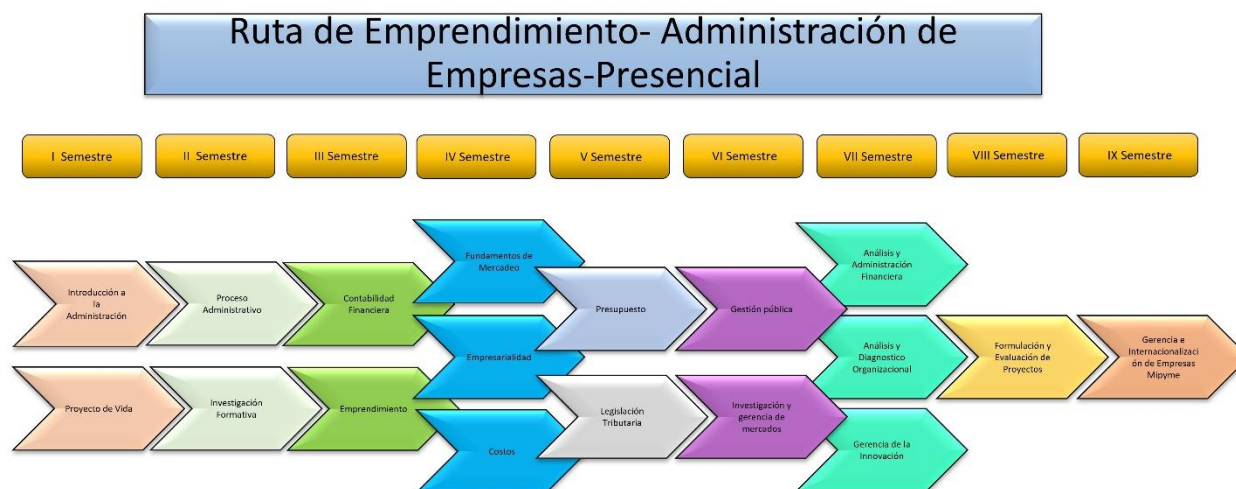 Ruta de Emprendimiento- Administración de
Empresas-Presencial
I Semestre
II Semestre
III Semestre
IV Semestre
V Semestre
VI Semestre
VII Semestre
VIII Semestre
IX Semestre
Introducción a
la
Administración
Proyecto de Vida
Proceso
Administrativo
Investigación
Formativa
Contabilidad
Financiera
Emprendimiento
Fundamentos de
Mercadeo
Empresarialidad
Costos
Presupuesto
Legislación
Tributaria
Gestión pública
Investigación y
gerencia de
mercados
Análisis y
Administración
Financiera
Análisis y
Diagnostico
Organizacional
Gerencia de la
Innovación
Formulación y
Evaluación de
Proyectos
Gerencia e
Internacionalizaci
ón de Empresas
Mipyme